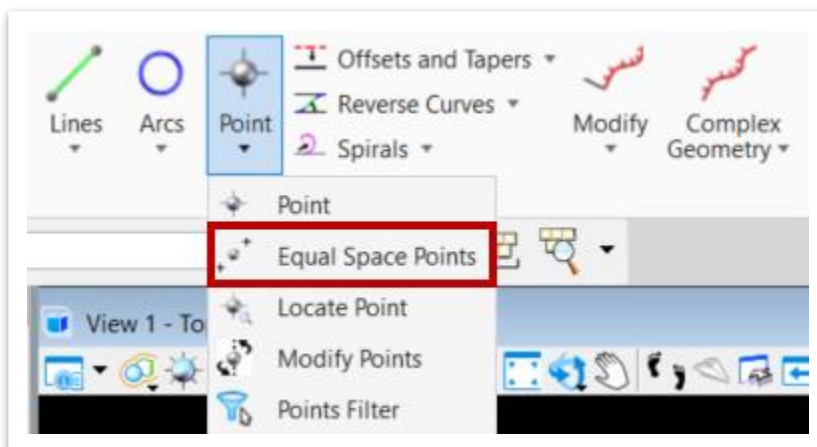 Lines
Arcs
Point
Offsets and Tapers
Reverse Curves
Spirals
Modify
Complex
Geometry
Point
Equal Space Points
Locate Point
Modify Points
Points Filter
View 1 - To